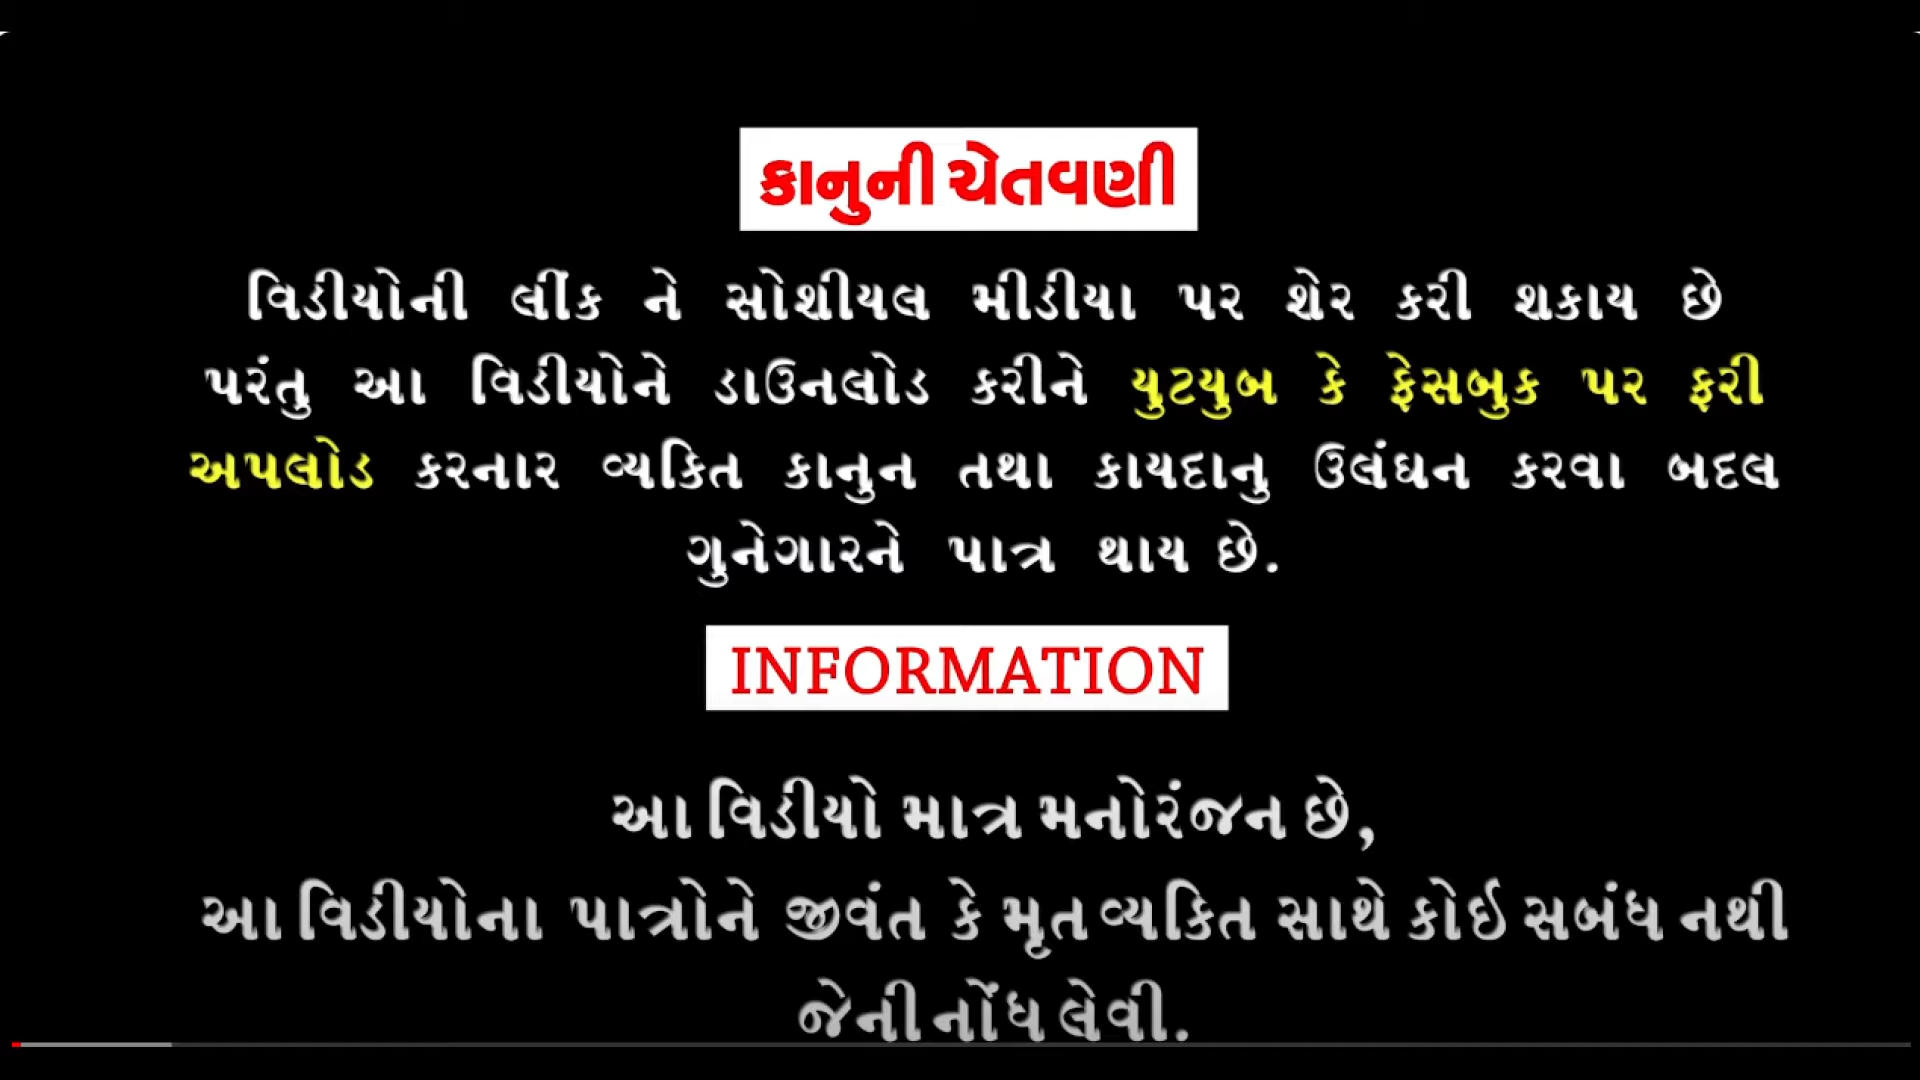 કાનુની ચેતવણી
વિડીયોની લીંક ને સોશીયલ મીડીયા પર શેર કરી શકાય છે
પરંતુ આ વિડીયોને ડાઉનલોડ કરીને યુટયુબ કે ફેસબુક પર ફરી
અપલોડ કરનાર વ્યકિત કાનુન તથા કાયદાનુ ઉલંઘન કરવા બદલ
ગુનેગારને પાત્ર થાય છે.
INFORMATION
આ વિડીયો માત્ર મનોરંજન છે,
આ વિડીયોના પાત્રોને જીવંત કે મૃત વ્યકિત સાથે કોઇ સબંધ નથી
જેની નોંધ લેવી.